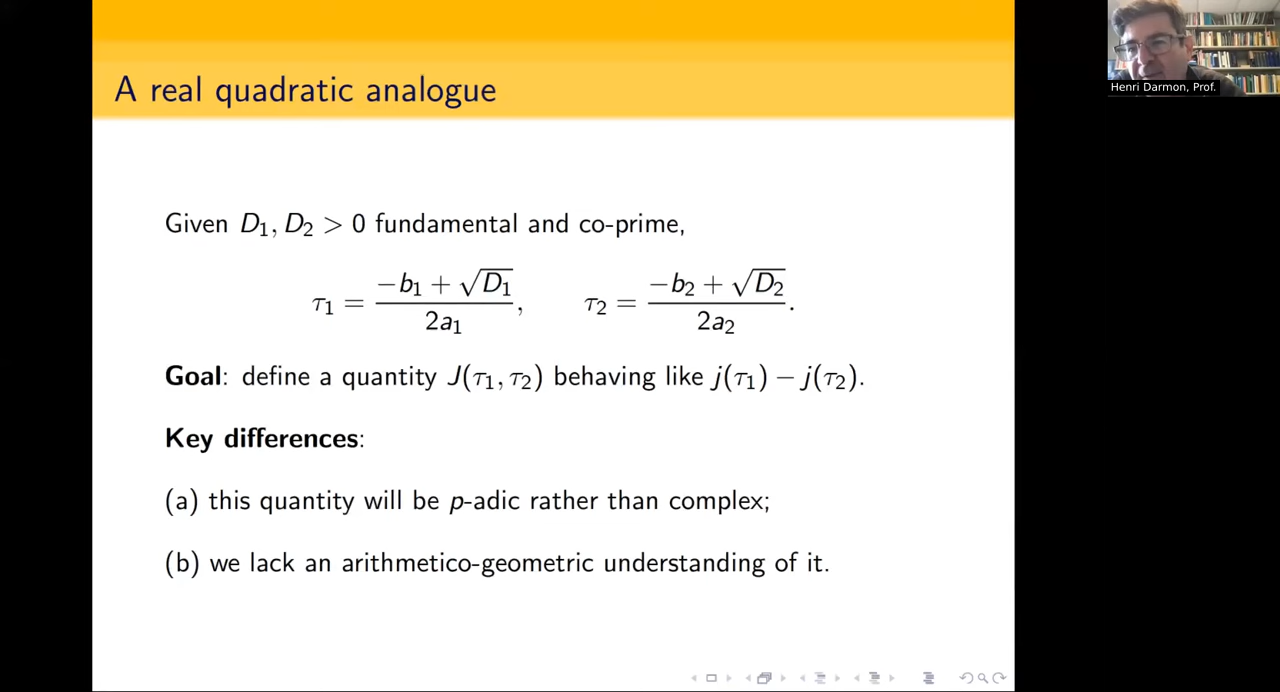 A real quadratic analogue
Henri Darmon, Prof.
Given D₁, D₂ > 0 fundamental and co-prime,
τ₁ = (−b₁ + √D₁)/(2a₁), τ₂ = (−b₂ + √D₂)/(2a₂).
Goal: define a quantity J(τ₁, τ₂) behaving like j(τ₁) − j(τ₂).
Key differences:
(a) this quantity will be p-adic rather than complex;
(b) we lack an arithmetico-geometric understanding of it.